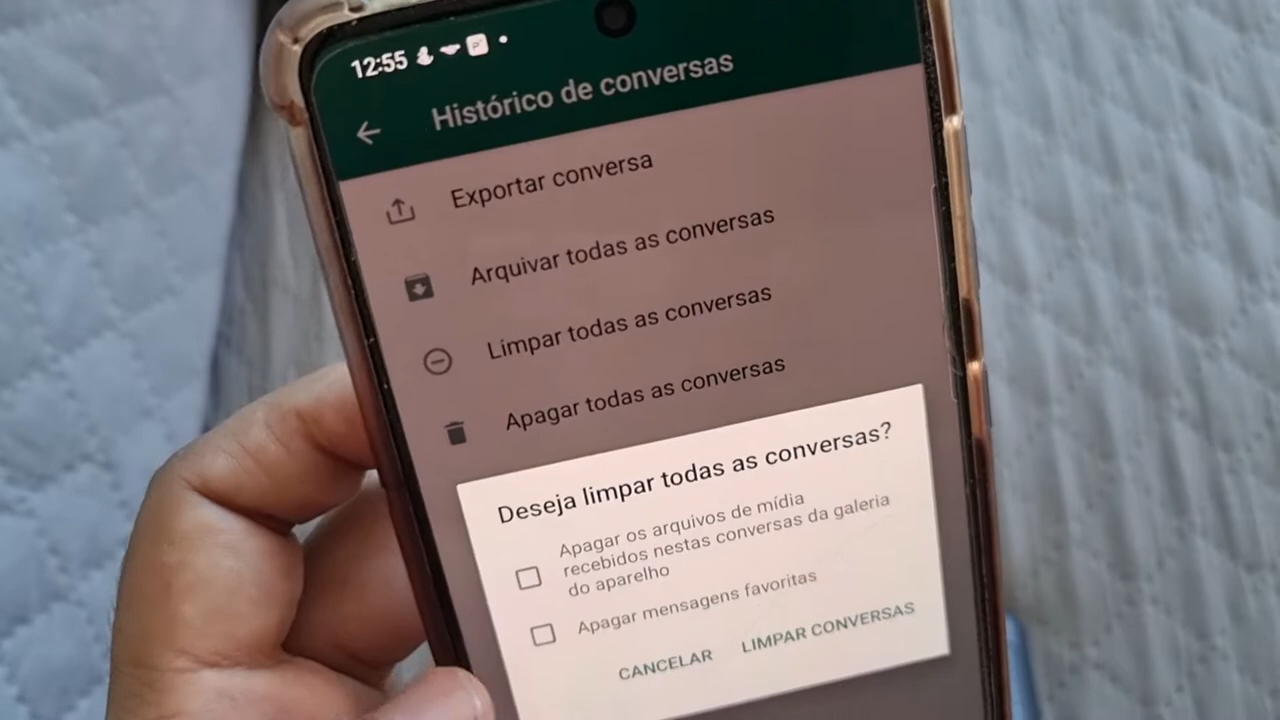 12:55
Histórico de conversas
Exportar conversa
Arquivar todas as conversas
Limpar todas as conversas
Apagar todas as conversas
Deseja limpar todas as conversas?
Apagar os arquivos de mídia
recebidos nestas conversas da galeria
do aparelho
Apagar mensagens favoritas
CANCELAR LIMPAR CONVERSAS